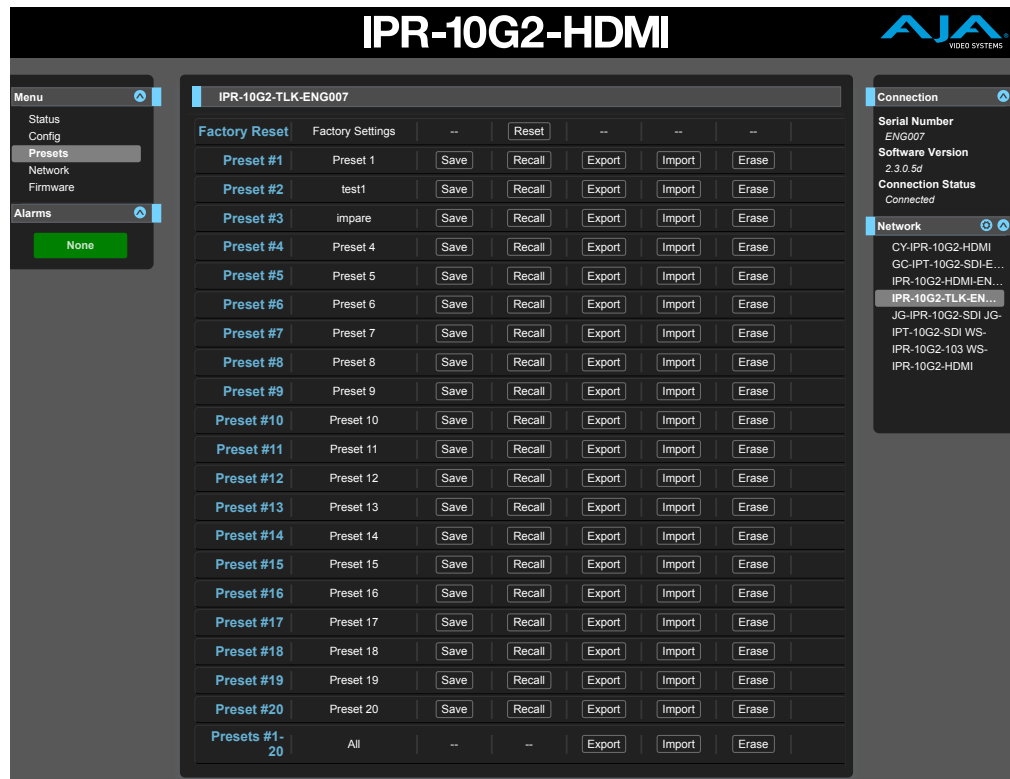 IPR-10G2-HDMI
AJA
VIDEO SYSTEMS
Menu
Status
Config
Presets
Network
Firmware
Alarms
None
IPR-10G2-TLK-ENG007
Factory Reset Factory Settings -- Reset -- -- --
Preset #1 Preset 1 Save Recall Export Import Erase
Preset #2 test1 Save Recall Export Import Erase
Preset #3 impare Save Recall Export Import Erase
Preset #4 Preset 4 Save Recall Export Import Erase
Preset #5 Preset 5 Save Recall Export Import Erase
Preset #6 Preset 6 Save Recall Export Import Erase
Preset #7 Preset 7 Save Recall Export Import Erase
Preset #8 Preset 8 Save Recall Export Import Erase
Preset #9 Preset 9 Save Recall Export Import Erase
Preset #10 Preset 10 Save Recall Export Import Erase
Preset #11 Preset 11 Save Recall Export Import Erase
Preset #12 Preset 12 Save Recall Export Import Erase
Preset #13 Preset 13 Save Recall Export Import Erase
Preset #14 Preset 14 Save Recall Export Import Erase
Preset #15 Preset 15 Save Recall Export Import Erase
Preset #16 Preset 16 Save Recall Export Import Erase
Preset #17 Preset 17 Save Recall Export Import Erase
Preset #18 Preset 18 Save Recall Export Import Erase
Preset #19 Preset 19 Save Recall Export Import Erase
Preset #20 Preset 20 Save Recall Export Import Erase
Presets #1-
20 All -- -- Export Import Erase
Connection
Serial Number
ENG007
Software Version
2.3.0.5d
Connection Status
Connected
Network
CY-IPR-10G2-HDMI
GC-IPT-10G2-SDI-E...
IPR-10G2-HDMI-EN...
IPR-10G2-TLK-EN...
JG-IPR-10G2-SDI JG-
IPT-10G2-SDI WS-
IPR-10G2-103 WS-
IPR-10G2-HDMI